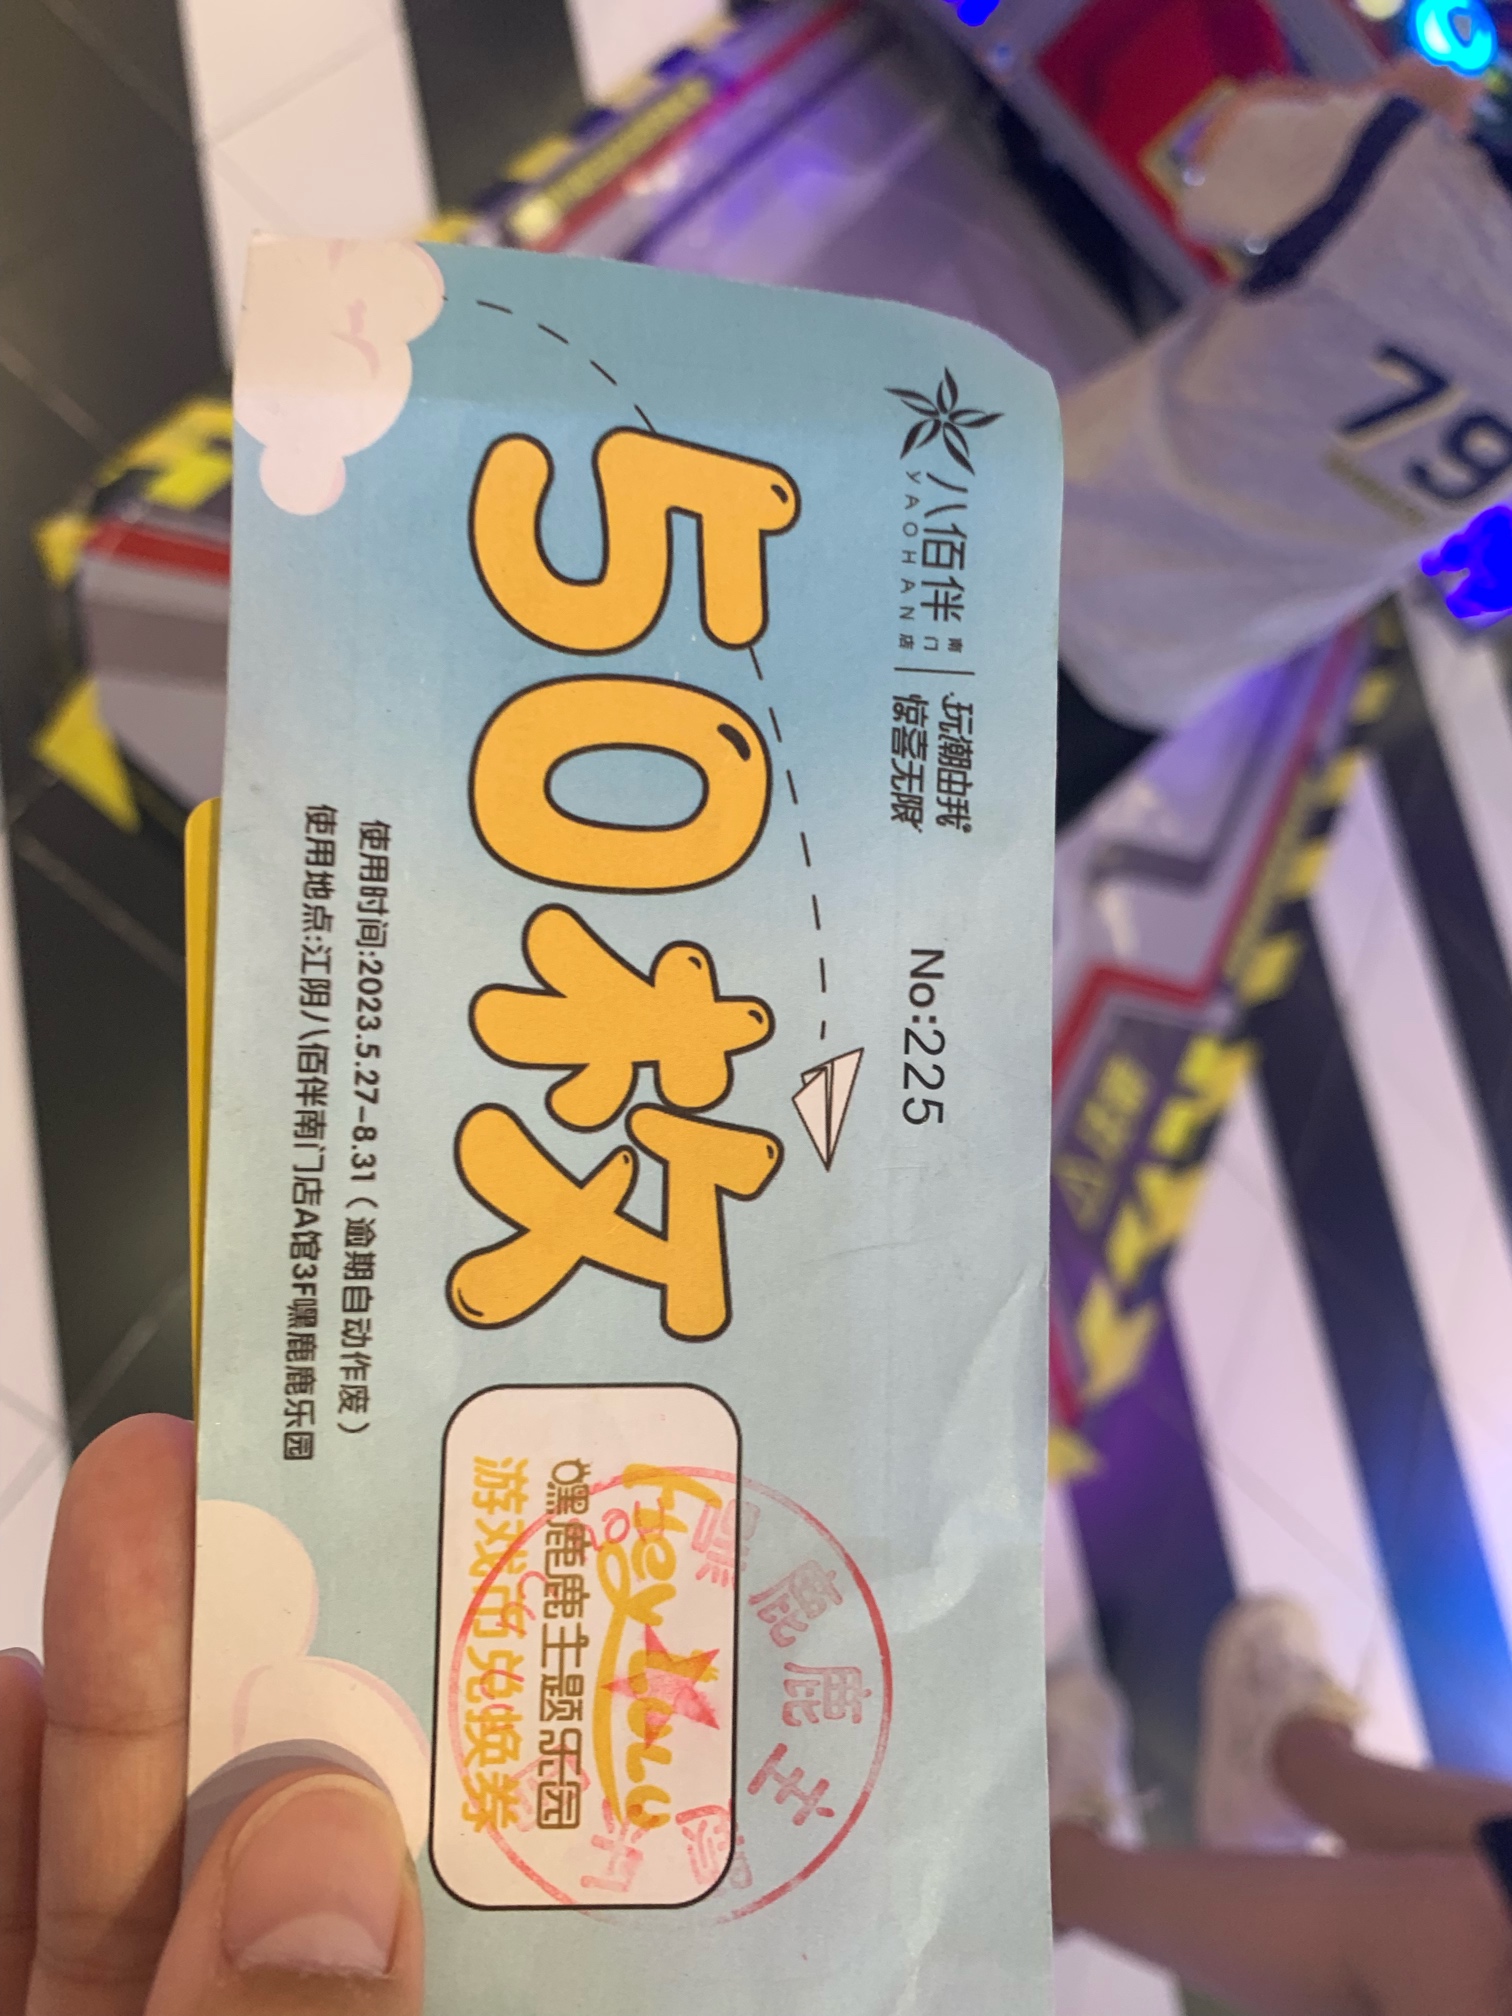 八佰伴 南门店
YAOHAN
玩潮由我
惊喜无限
No:225
50枚
Hey LuLu
嘿鹿鹿主题乐园
游戏币兑换券
使用时间:2023.5.27-8.31（逾期自动作废）
使用地点:江阴八佰伴南门店A馆3F嘿鹿鹿乐园
79